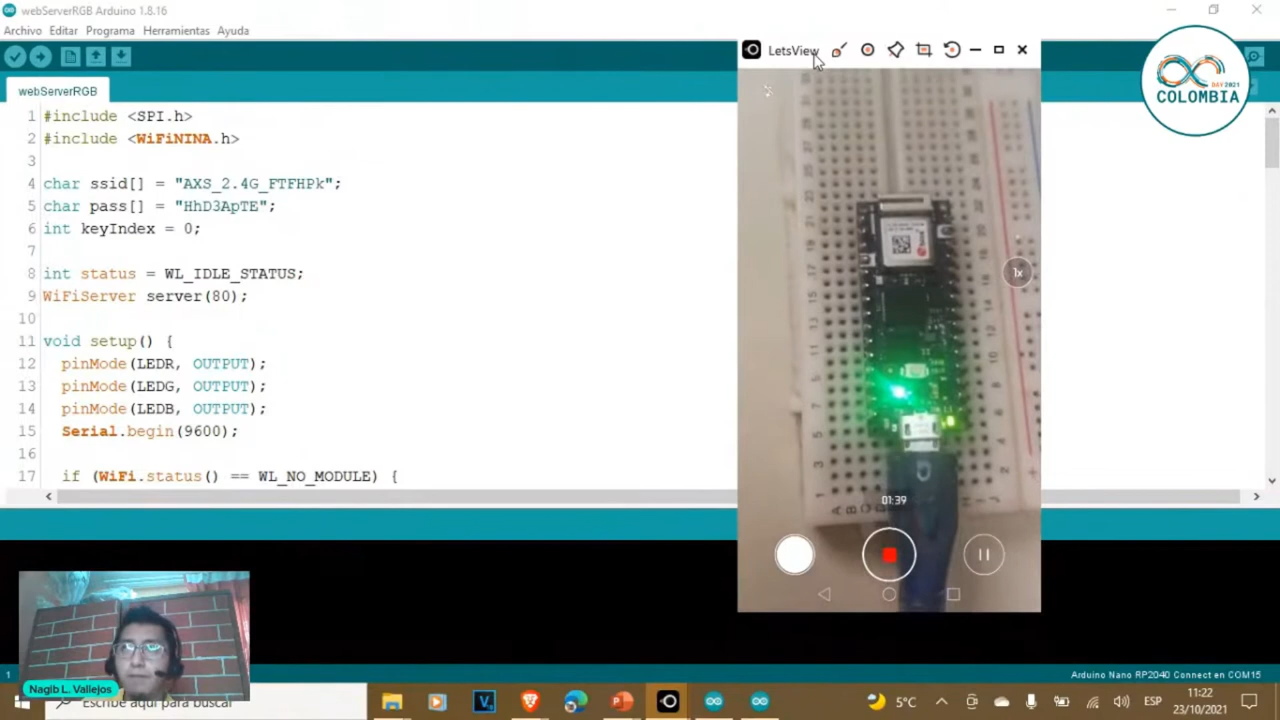 webServerRGB Arduino 1.8.16
Archivo Editar Programa Herramientas Ayuda
webServerRGB
LetsView
DAY 2021
COLOMBIA
1 #include <SPI.h>
2 #include <WiFiNINA.h>
3
4 char ssid[] = "AXS_2.4G_FTFHPk";
5 char pass[] = "HhD3ApTE";
6 int keyIndex = 0;
7
8 int status = WL_IDLE_STATUS;
9 WiFiServer server(80);
10
11 void setup() {
12 pinMode(LEDR, OUTPUT);
13 pinMode(LEDG, OUTPUT);
14 pinMode(LEDB, OUTPUT);
15 Serial.begin(9600);
16
17 if (WiFi.status() == WL_NO_MODULE) {
1x
01:39
Nagib L. Vallejos
1
Arduino Nano RP2040 Connect en COM15
Escribe aquí para buscar
5°C
ESP
11:22
23/10/2021